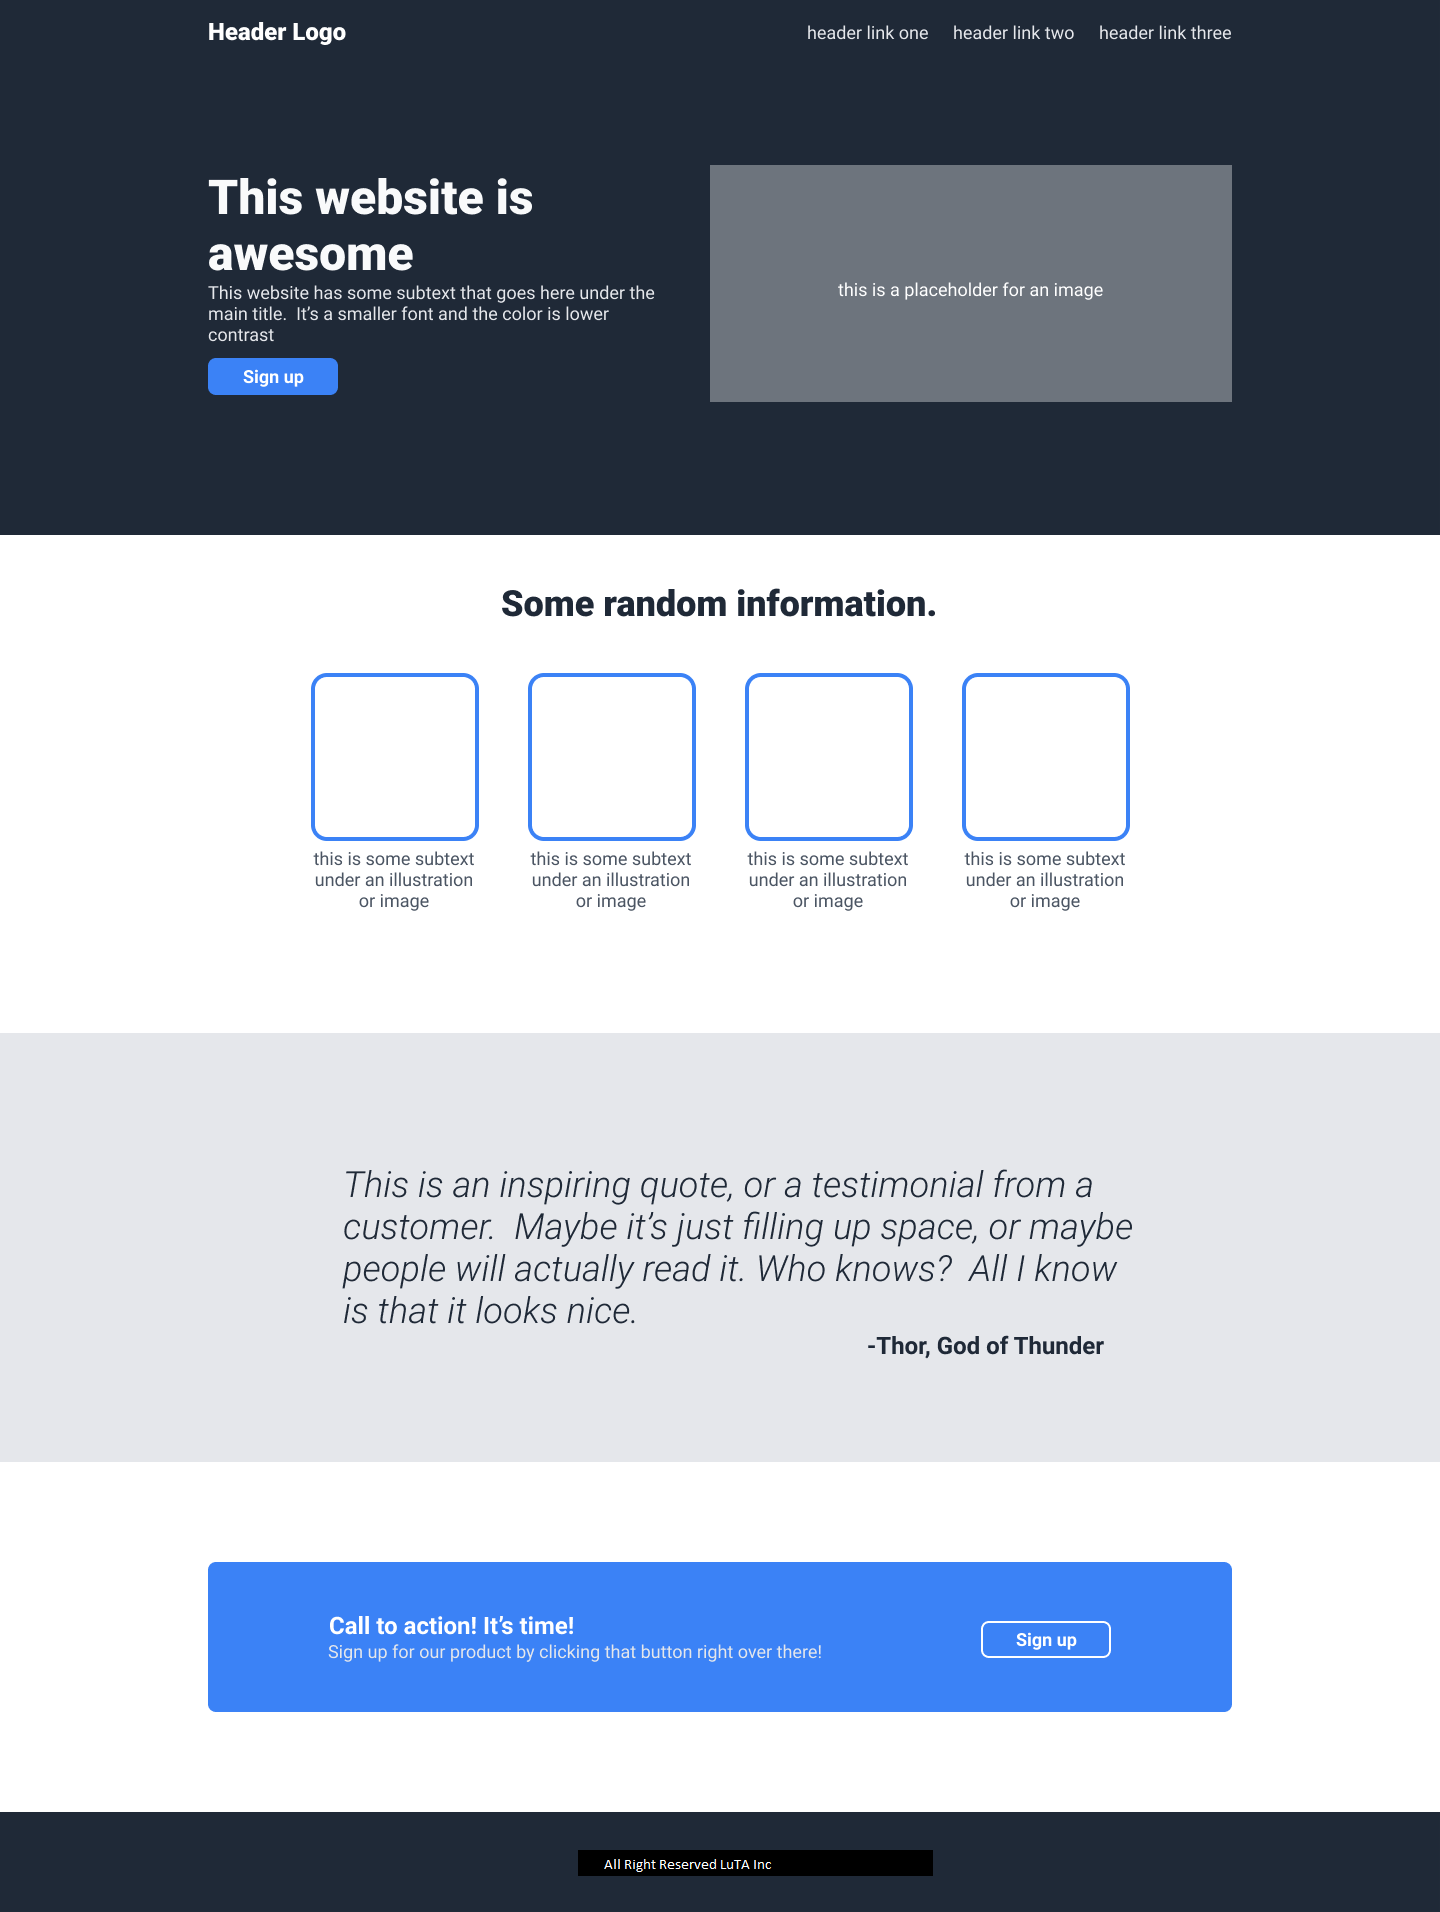 Header Logo
header link one
header link two
header link three
This website is
awesome
This website has some subtext that goes here under the
main title.  It’s a smaller font and the color is lower
contrast
Sign up
this is a placeholder for an image
Some random information.
this is some subtext
under an illustration
or image
this is some subtext
under an illustration
or image
this is some subtext
under an illustration
or image
this is some subtext
under an illustration
or image
This is an inspiring quote, or a testimonial from a
customer.  Maybe it’s just filling up space, or maybe
people will actually read it. Who knows?  All I know
is that it looks nice.
-Thor, God of Thunder
Call to action! It’s time!
Sign up for our product by clicking that button right over there!
Sign up
All Right Reserved LuTA Inc